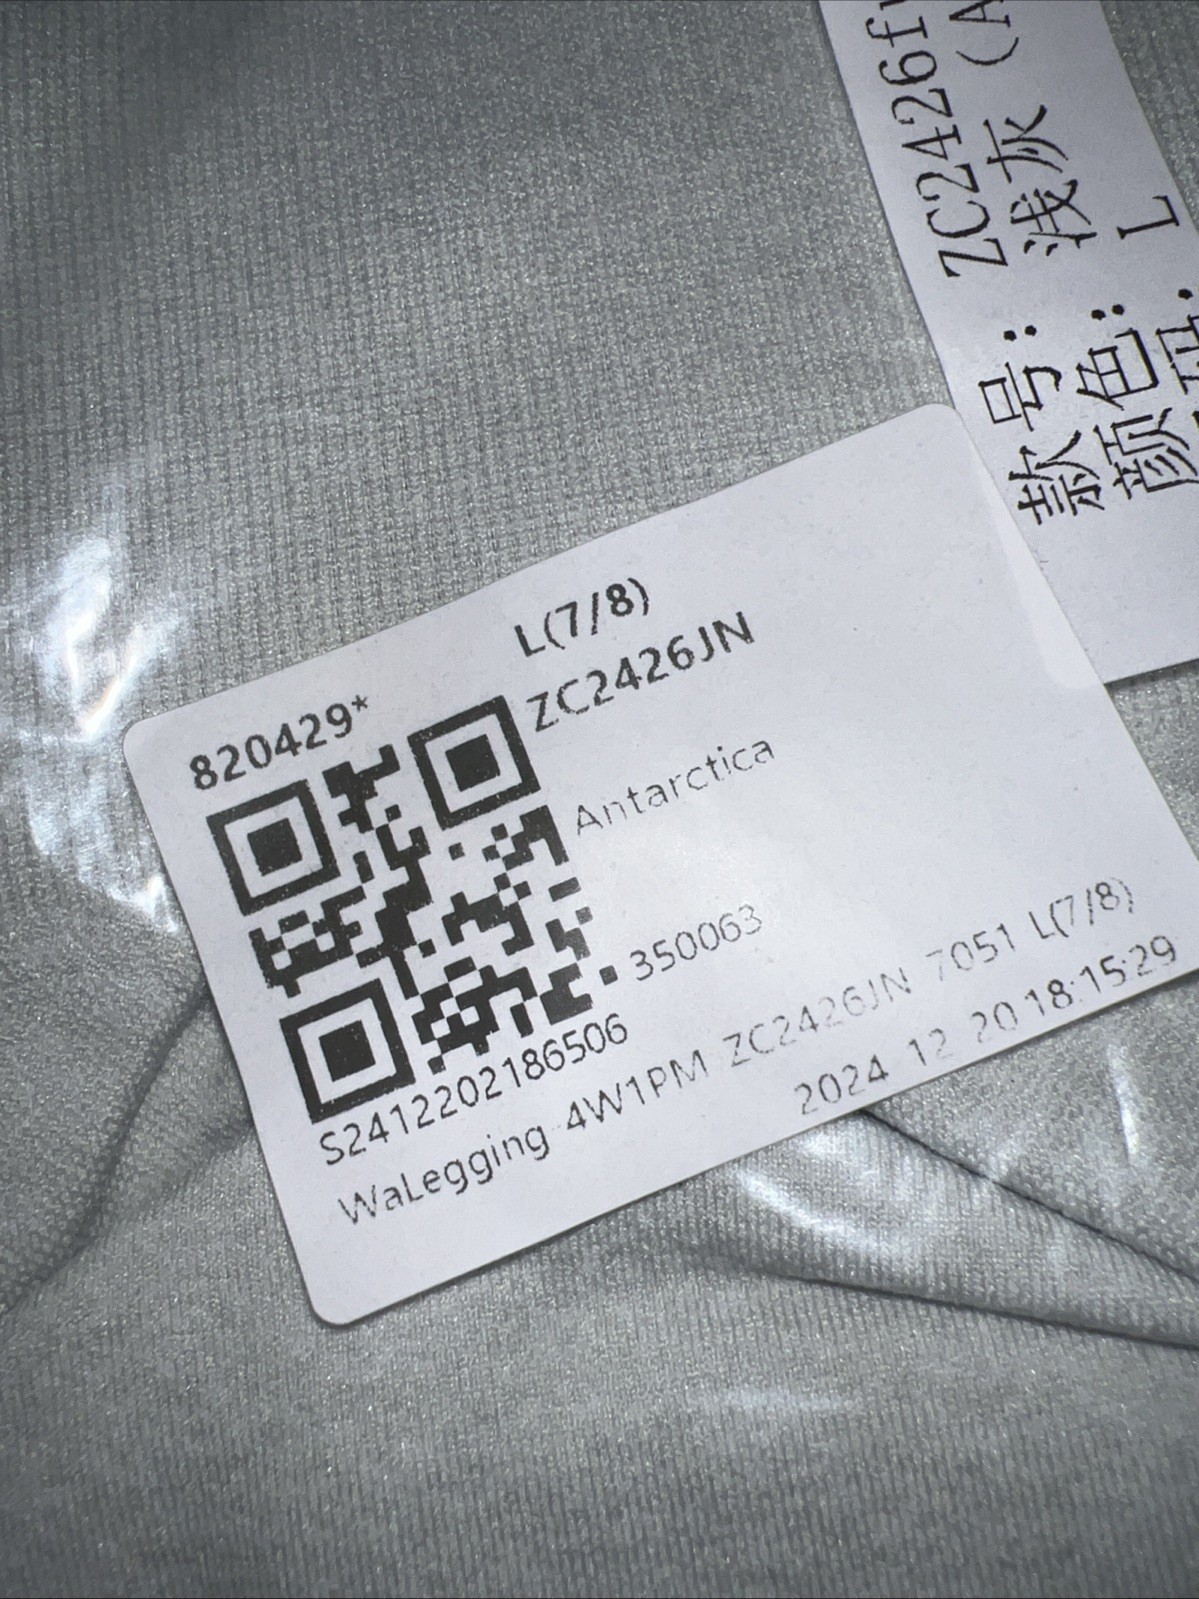 L(7/8)
820429*
ZC2426JN
Antarctica
350063
S2412202186506
WaLegging 4W1PM ZC2426JN 7051 L(7/8)
2024 12 20 18:15:29
款号: ZC2426f
颜色: 浅灰 (A
码: L